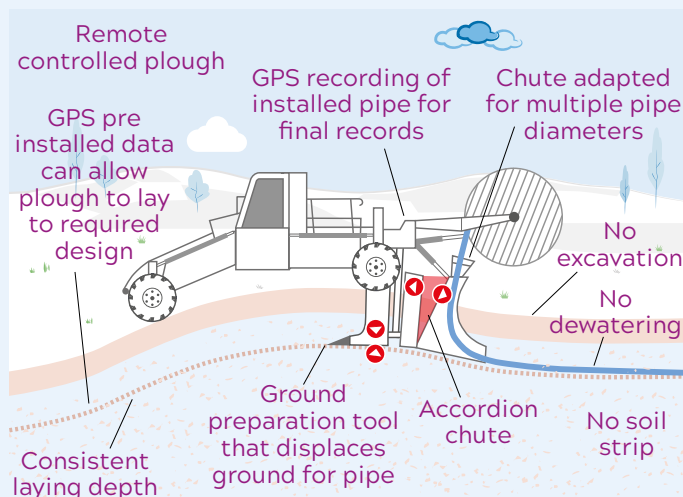 Remote
controlled plough
GPS pre
installed data
can allow
plough to lay
to required
design
GPS recording of
installed pipe for
final records
Chute adapted
for multiple pipe
diameters
No
excavation
No
dewatering
No soil
strip
Accordion
chute
Ground
preparation tool
that displaces
ground for pipe
Consistent
laying depth